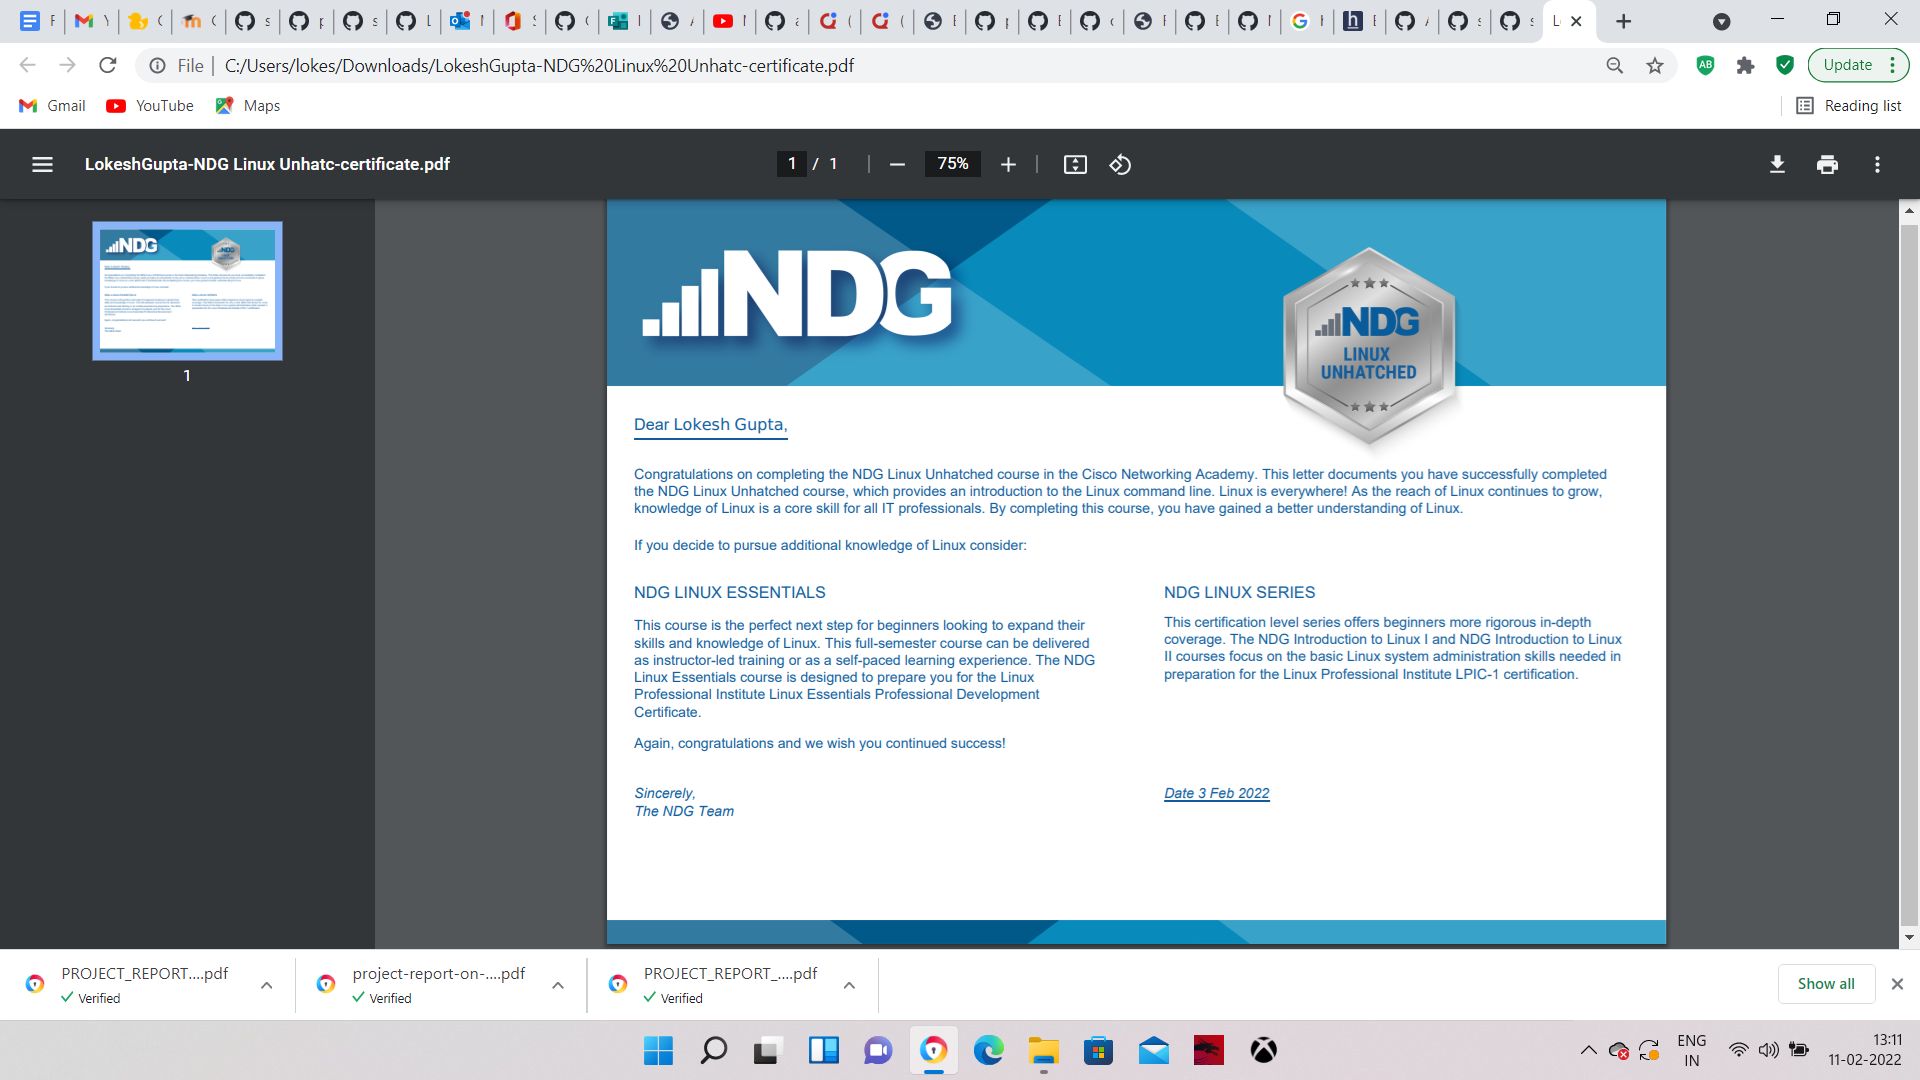 File
C:/Users/lokes/Downloads/LokeshGupta-NDG%20Linux%20Unhatc-certificate.pdf
AB
Update
Gmail
YouTube
Maps
Reading list
LokeshGupta-NDG Linux Unhatc-certificate.pdf
1 / 1
75%
1
NDG
NDG
LINUX
UNHATCHED
Dear Lokesh Gupta,
Congratulations on completing the NDG Linux Unhatched course in the Cisco Networking Academy. This letter documents you have successfully completed
the NDG Linux Unhatched course, which provides an introduction to the Linux command line. Linux is everywhere! As the reach of Linux continues to grow,
knowledge of Linux is a core skill for all IT professionals. By completing this course, you have gained a better understanding of Linux.
If you decide to pursue additional knowledge of Linux consider:
NDG LINUX ESSENTIALS
This course is the perfect next step for beginners looking to expand their
skills and knowledge of Linux. This full-semester course can be delivered
as instructor-led training or as a self-paced learning experience. The NDG
Linux Essentials course is designed to prepare you for the Linux
Professional Institute Linux Essentials Professional Development
Certificate.
Again, congratulations and we wish you continued success!
Sincerely,
The NDG Team
NDG LINUX SERIES
This certification level series offers beginners more rigorous in-depth
coverage. The NDG Introduction to Linux I and NDG Introduction to Linux
II courses focus on the basic Linux system administration skills needed in
preparation for the Linux Professional Institute LPIC-1 certification.
Date 3 Feb 2022
PROJECT_REPORT....pdf
Verified
project-report-on-....pdf
Verified
PROJECT_REPORT_....pdf
Verified
Show all
ENG
IN
13:11
11-02-2022